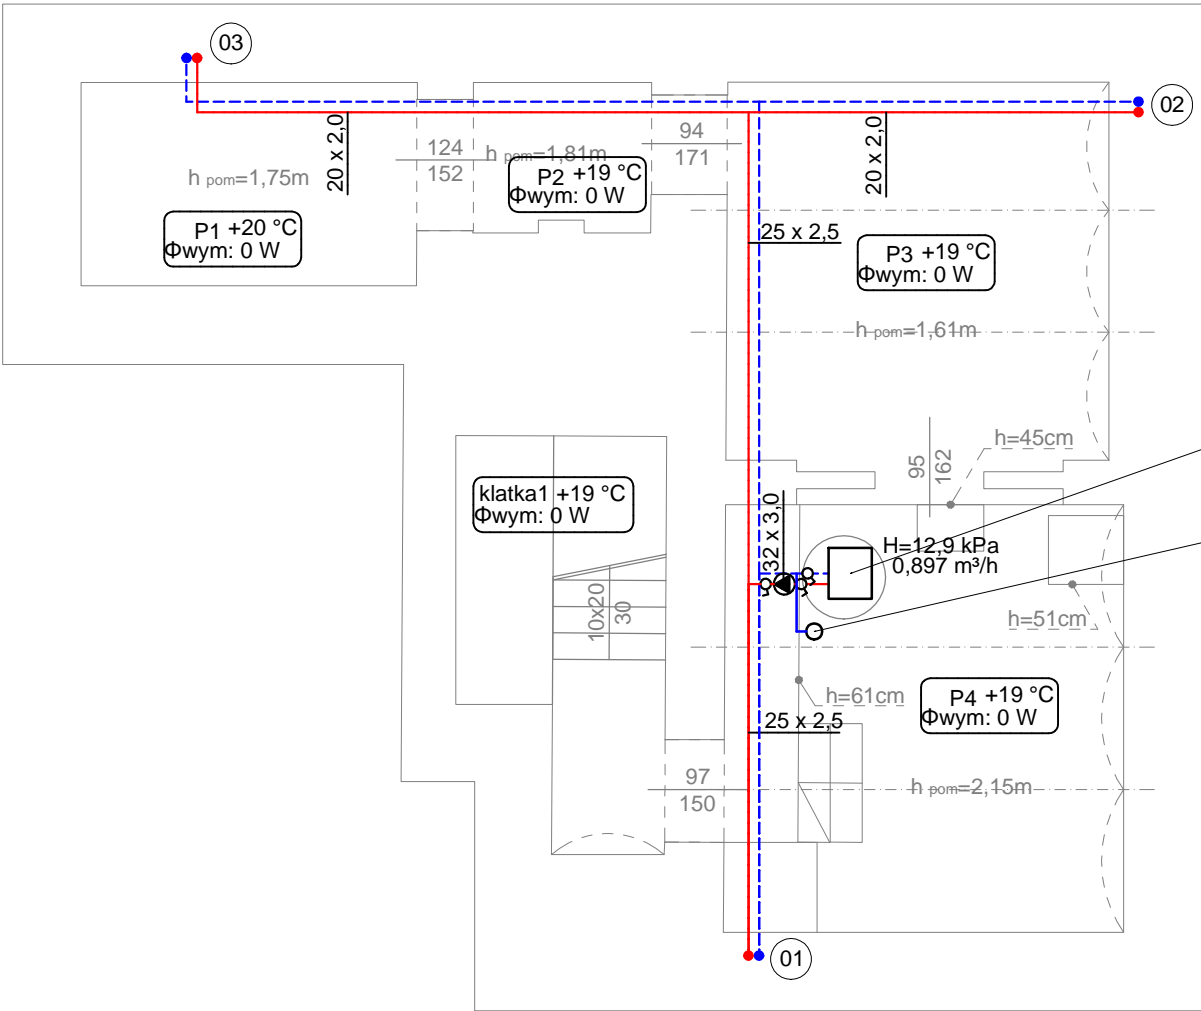 03
02
20 x 2,0
124
152
h pom=1,81m
94
171
20 x 2,0
h pom=1,75m
P2 +19 °C
Φwym: 0 W
P1 +20 °C
Φwym: 0 W
25 x 2,5
P3 +19 °C
Φwym: 0 W
h pom=1,61m
h=45cm
95
162
klatka1 +19 °C
Φwym: 0 W
32 x 3,0
H=12,9 kPa
0,897 m³/h
10x20
30
h=51cm
h=61cm
P4 +19 °C
Φwym: 0 W
25 x 2,5
97
150
h pom=2,15m
01